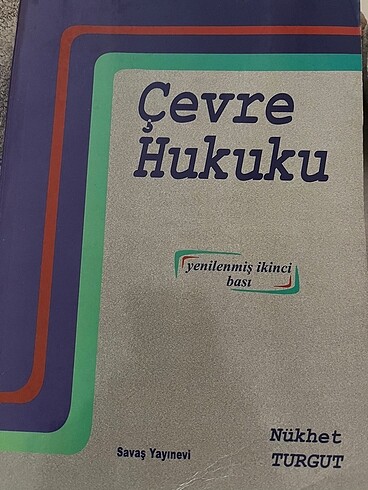 Çevre
Hukuku
yenilenmiş ikinci
bası
Savaş Yayınevi
Nükhet
TURGUT